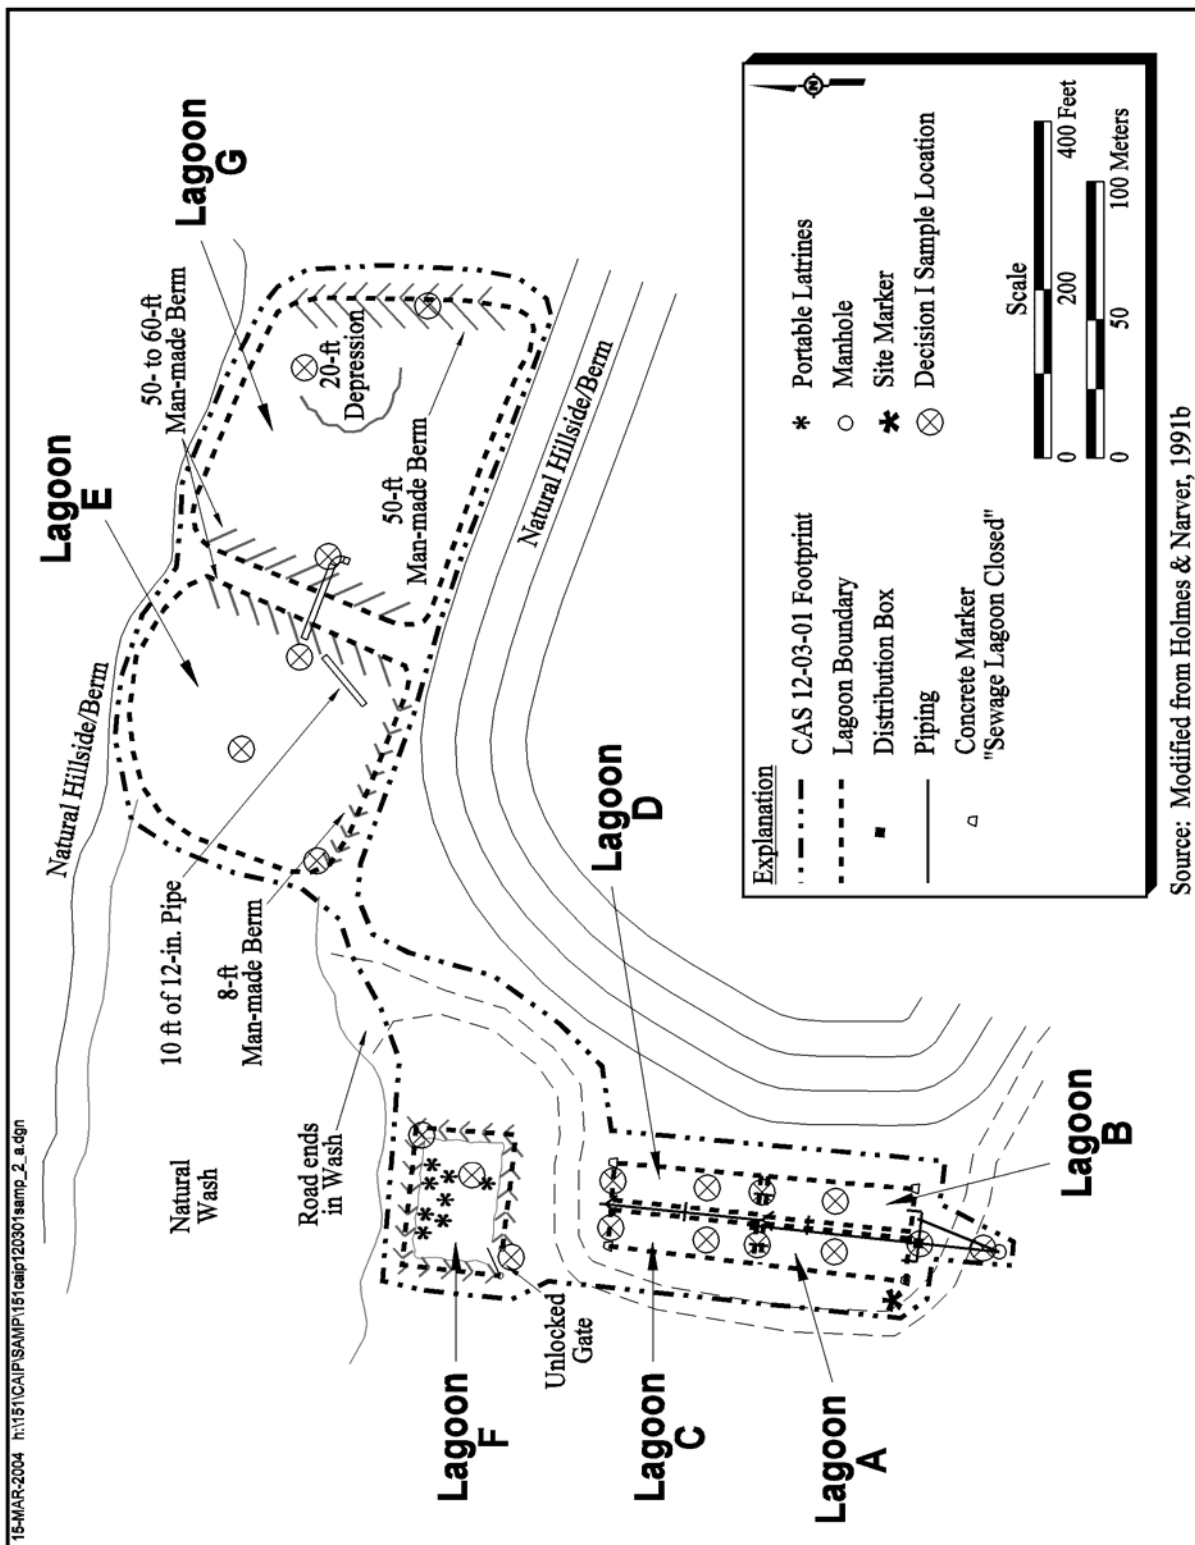 15-MAR-2004 h:\151\CAIP\SAMP\151caip120301samp_2_a.dgn
Natural Hillside/Berm
Lagoon
E
50- to 60-ft
Man-made Berm
Lagoon
G
10 ft of 12-in. Pipe
8-ft
Man-made Berm
20-ft
Depression
50-ft
Man-made Berm
Natural Hillside/Berm
Natural
Wash
Road ends
in Wash
Lagoon
F
Unlocked
Gate
Lagoon
D
Lagoon
C
Lagoon
A
Lagoon
B
Explanation
CAS 12-03-01 Footprint
Lagoon Boundary
Distribution Box
Piping
Concrete Marker
"Sewage Lagoon Closed"
Portable Latrines
Manhole
Site Marker
Decision I Sample Location
N
Scale
0 200 400 Feet
0 50 100 Meters
Source: Modified from Holmes & Narver, 1991b